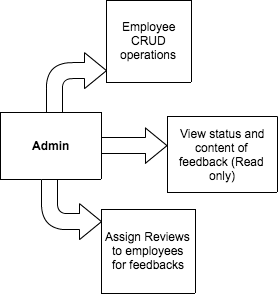 Employee
CRUD
operations
Admin
View status and
content of
feedback (Read
only)
Assign Reviews
to employees
for feedbacks